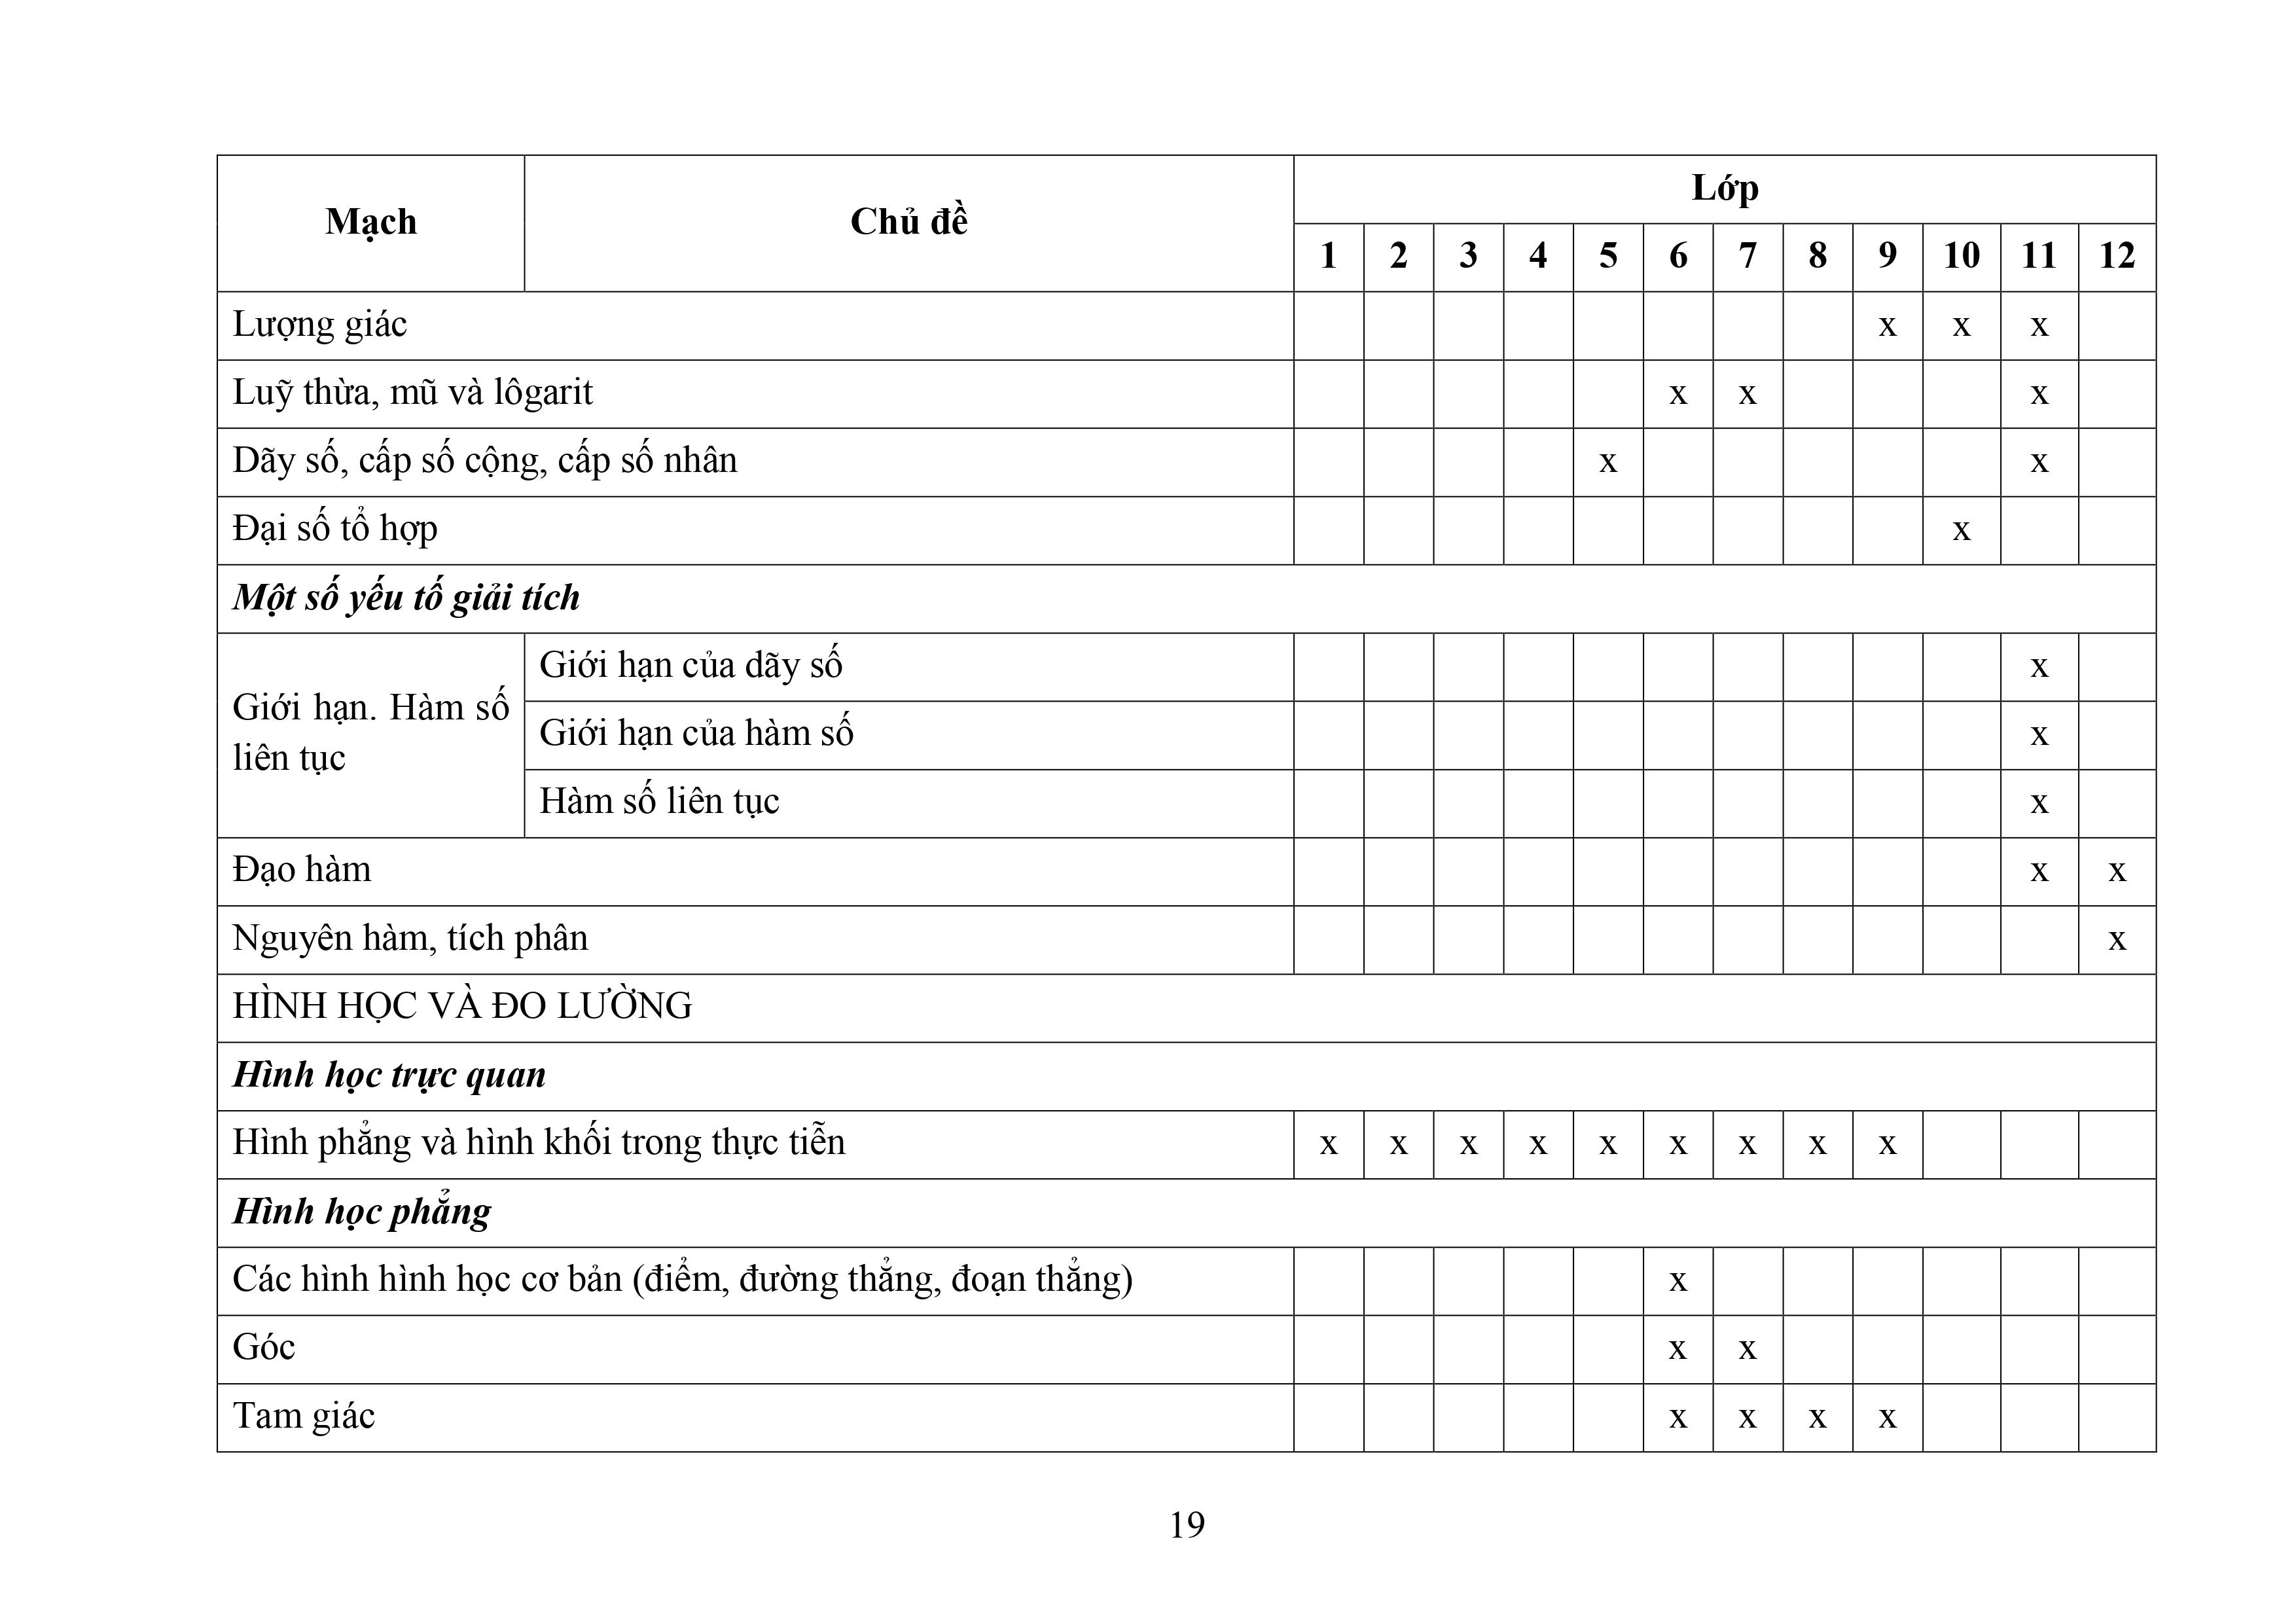 Mạch Chủ đề Lớp
1 2 3 4 5 6 7 8 9 10 11 12
Lượng giác x x x
Luỹ thừa, mũ và lôgarit x x x
Dãy số, cấp số cộng, cấp số nhân x x
Đại số tổ hợp x
Một số yếu tố giải tích
Giới hạn. Hàm số
liên tục
Giới hạn của dãy số x
Giới hạn của hàm số x
Hàm số liên tục x
Đạo hàm x x
Nguyên hàm, tích phân x
HÌNH HỌC VÀ ĐO LƯỜNG
Hình học trực quan
Hình phẳng và hình khối trong thực tiễn x x x x x x x x x
Hình học phẳng
Các hình hình học cơ bản (điểm, đường thẳng, đoạn thẳng) x
Góc x x
Tam giác x x x x
19